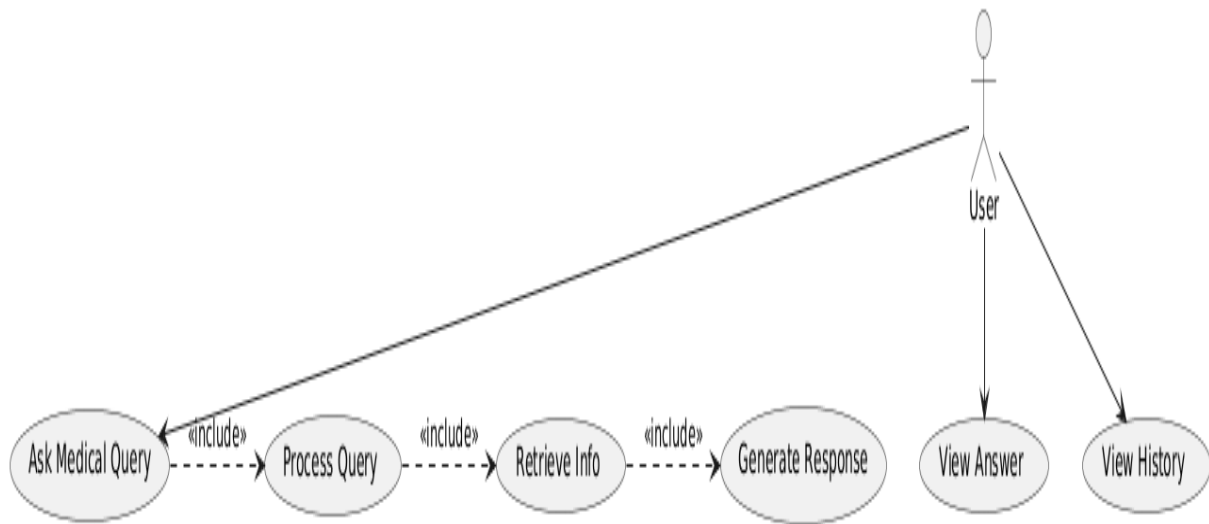 User
«include»
«include»
«include»
Ask Medical Query
Process Query
Retrieve Info
Generate Response
View Answer
View History